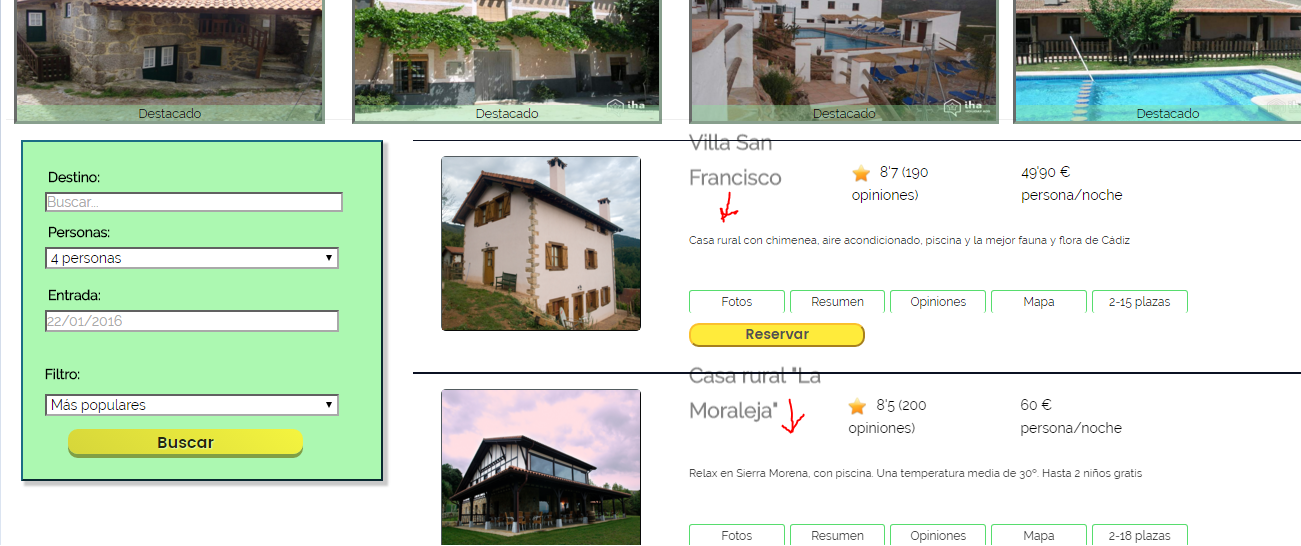 Destacado
Destacado
iha
Destacado
iha
Destacado
Destino:
Buscar...
Personas:
4 personas
Entrada:
22/01/2016
Filtro:
Más populares
Buscar
Villa San
Francisco
8'7 (190
opiniones)
49'90 €
persona/noche
Casa rural con chimenea, aire acondicionado, piscina y la mejor fauna y flora de Cádiz
Fotos
Resumen
Opiniones
Mapa
2-15 plazas
Reservar
Casa rural "La
Moraleja"
8'5 (200
opiniones)
60 €
persona/noche
Relax en Sierra Morena, con piscina. Una temperatura media de 30º. Hasta 2 niños gratis
Fotos
Resumen
Opiniones
Mapa
2-18 plazas